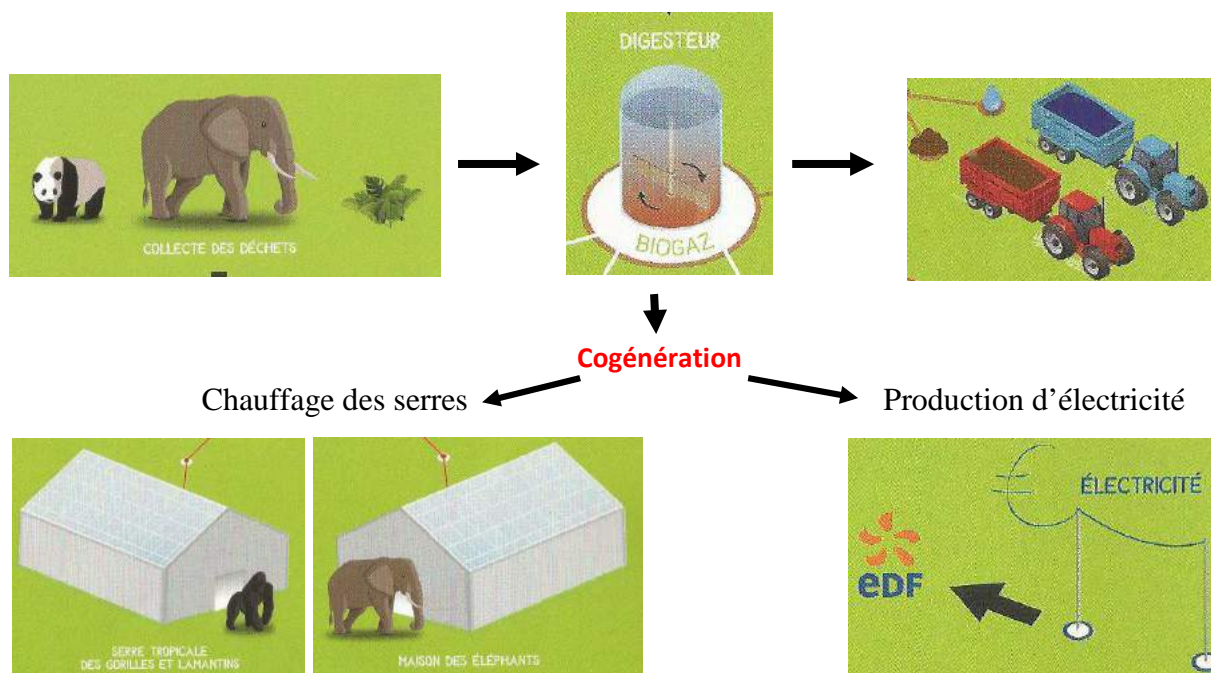 DIGESTEUR
COLLECTE DES DÉCHETS
BIOGAZ
Cogénération
Chauffage des serres
Production d’électricité
SERRE TROPICALE
DES GORILLES ET LAMANTINS
MAISON DES ÉLÉPHANTS
ÉLECTRICITÉ
eDF